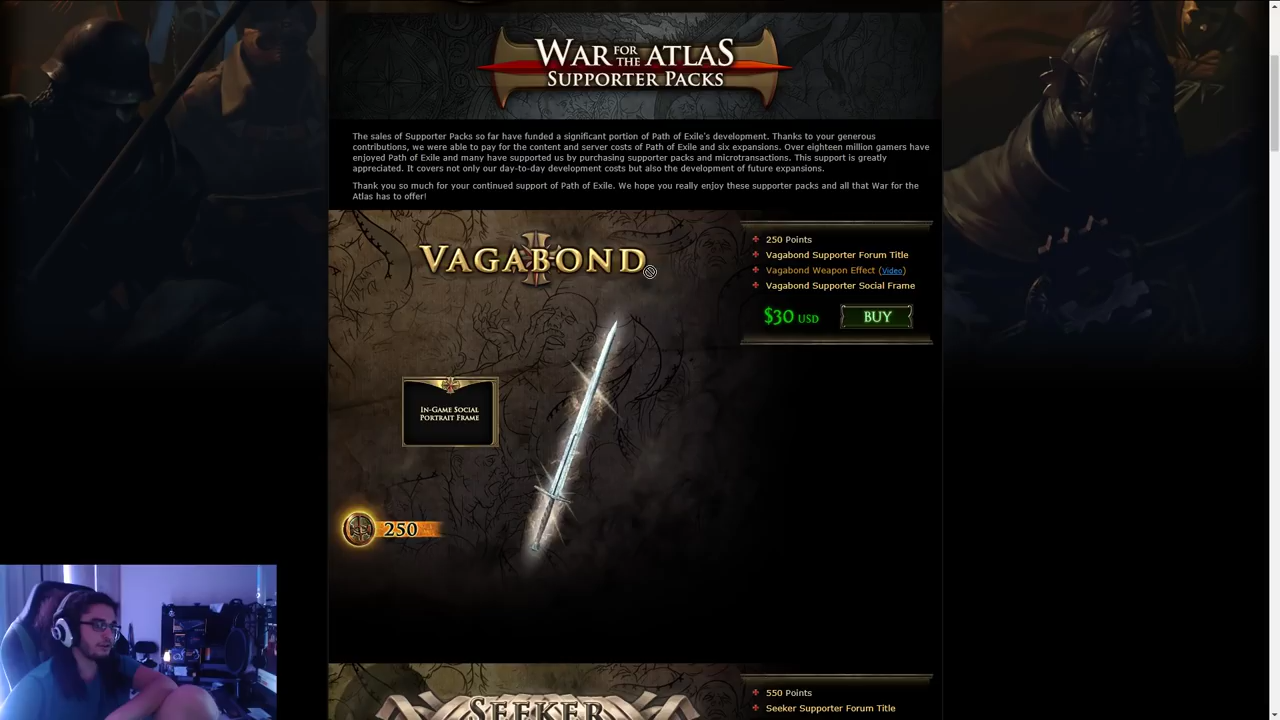 WAR FOR THE ATLAS
SUPPORTER PACKS
The sales of Supporter Packs so far have funded a significant portion of Path of Exile's development. Thanks to your generous
contributions, we were able to pay for the content and server costs of Path of Exile and six expansions. Over eighteen million gamers have
enjoyed Path of Exile and many have supported us by purchasing supporter packs and microtransactions. This support is greatly
appreciated. It covers not only our day-to-day development costs but also the development of future expansions.
Thank you so much for your continued support of Path of Exile. We hope you really enjoy these supporter packs and all that War for the
Atlas has to offer!
VAGABOND
250 Points
Vagabond Supporter Forum Title
Vagabond Weapon Effect (Video)
Vagabond Supporter Social Frame
$30 USD
BUY
IN-GAME SOCIAL
PORTRAIT FRAME
250
SEEKER
550 Points
Seeker Supporter Forum Title